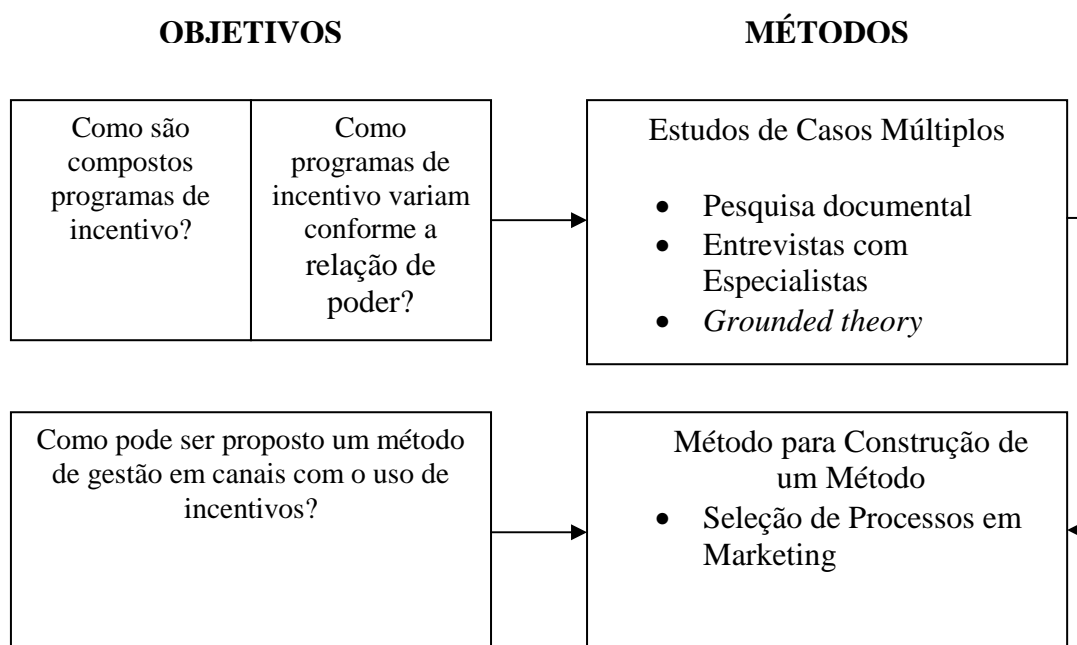 OBJETIVOS
MÉTODOS
Como são
compostos
programas de
incentivo?
Como
programas de
incentivo variam
conforme a
relação de
poder?
Estudos de Casos Múltiplos
• Pesquisa documental
• Entrevistas com
Especialistas
• Grounded theory
Como pode ser proposto um método
de gestão em canais com o uso de
incentivos?
Método para Construção de
um Método
• Seleção de Processos em
Marketing